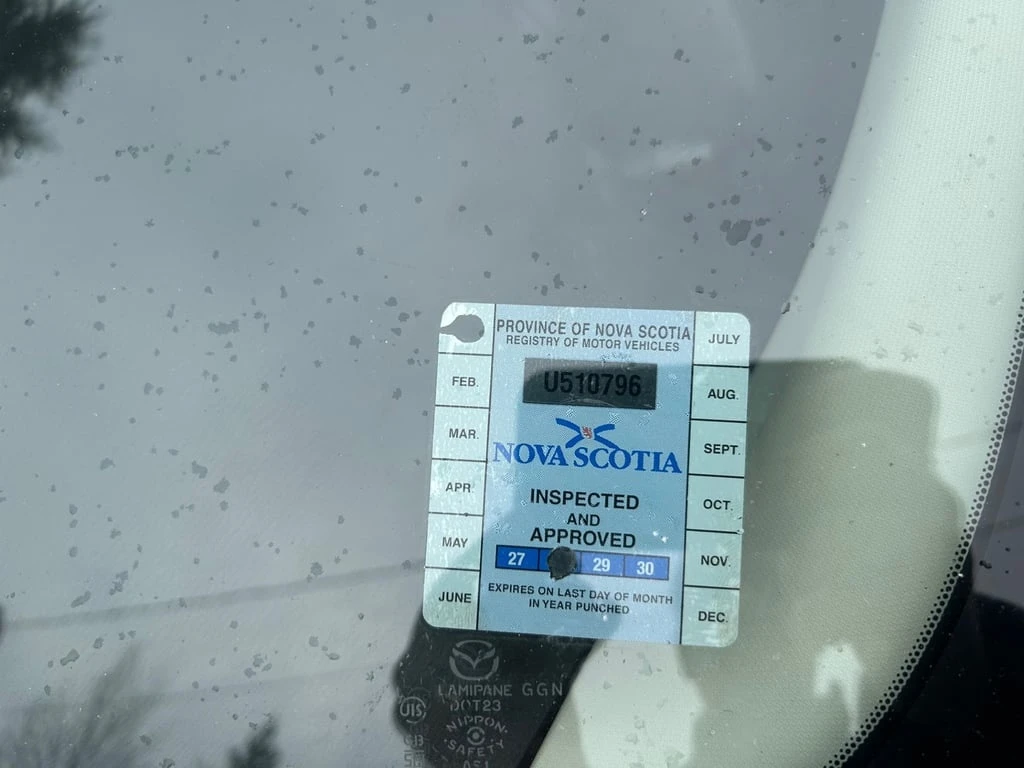 PROVINCE OF NOVA SCOTIA
REGISTRY OF MOTOR VEHICLES
U510796
NOVA SCOTIA
INSPECTED
AND
APPROVED
27 29 30
EXPIRES ON LAST DAY OF MONTH
IN YEAR PUNCHED
FEB.
MAR.
APR.
MAY
JUNE
JULY
AUG.
SEPT.
OCT.
NOV.
DEC.
LAMIPANE GGN
DOT23
NIPPON
SAFETY
AS1